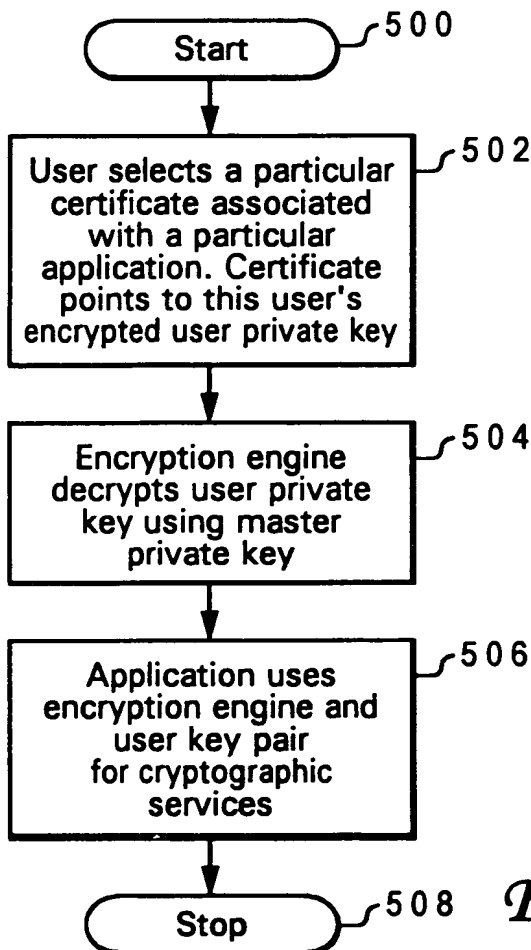 Start
500
User selects a particular
certificate associated
with a particular
application. Certificate
points to this user's
encrypted user private key
502
Encryption engine
decrypts user private
key using master
private key
504
Application uses
encryption engine and
user key pair
for cryptographic
services
506
Stop
508